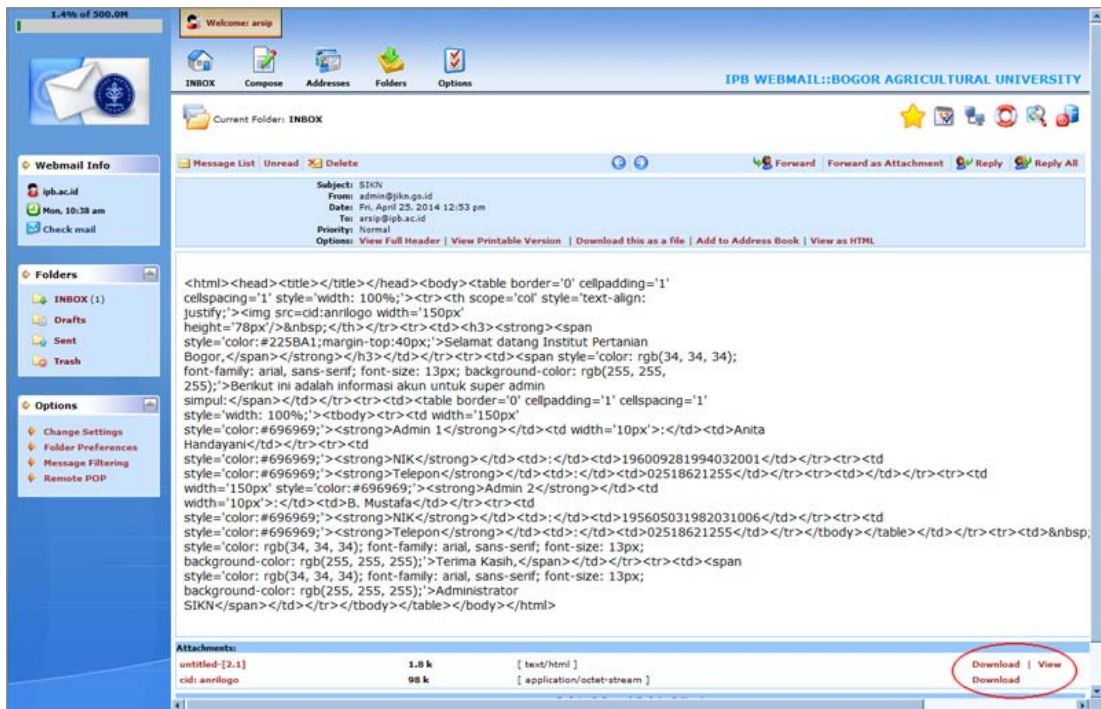 1.4% of 500.0M
Welcome: arsip
INBOX Compose Addresses Folders Options
IPB WEBMAIL::BOGOR AGRICULTURAL UNIVERSITY
Current Folder: INBOX
Webmail Info
ipb.ac.id
Mon, 10:38 am
Check mail
Folders
INBOX (1)
Drafts
Sent
Trash
Options
Change Settings
Folder Preferences
Message Filtering
Remote POP
Message List Unread Delete Forward Forward as Attachment Reply Reply All
Subject: SIKN
From: admin@jikn.go.id
Date: Fri, April 25, 2014 12:53 pm
To: arsip@ipb.ac.id
Priority: Normal
Options: View Full Header | View Printable Version | Download this as a file | Add to Address Book | View as HTML
<html><head><title></title></head><body><table border='0' cellpadding='1'
cellspacing='1' style='width: 100%;'><tr><th scope='col' style='text-align:
justify;'><img src=cid:anrilogo width='150px'
height='78px'/>&nbsp;</th></tr><tr><td><h3><strong><span
style='color:#225BA1;margin-top:40px;'>Selamat datang Institut Pertanian
Bogor,</span></strong></h3></td></tr><tr><td><span style='color: rgb(34, 34, 34);
font-family: arial, sans-serif; font-size: 13px; background-color: rgb(255, 255,
255);'>Berikut ini adalah informasi akun untuk super admin
simpul:</span></td></tr><tr><td><table border='0' cellpadding='1' cellspacing='1'
style='width: 100%;'><tbody><tr><td width='150px'
style='color:#696969;'><strong>Admin 1</strong></td><td width='10px'>:</td><td>Anita
Handayani</td></tr><tr><td
style='color:#696969;'><strong>NIK</strong></td><td>:</td><td>196009281994032001</td></tr><tr><td
style='color:#696969;'><strong>Telepon</strong></td><td>:</td><td>02518621255</td></tr><tr><td></td></tr><tr><td
width='150px' style='color:#696969;'><strong>Admin 2</strong></td><td
width='10px'>:</td><td>B. Mustafa</td></tr><tr><td
style='color:#696969;'><strong>NIK</strong></td><td>:</td><td>195605031982031006</td></tr><tr><td
style='color:#696969;'><strong>Telepon</strong></td><td>:</td><td>02518621255</td></tr></tbody></table></td></tr><tr><td>&nbsp;
style='color: rgb(34, 34, 34); font-family: arial, sans-serif; font-size: 13px;
background-color: rgb(255, 255, 255);'>Terima Kasih,</span></td></tr><tr><td><span
style='color: rgb(34, 34, 34); font-family: arial, sans-serif; font-size: 13px;
background-color: rgb(255, 255, 255);'>Administrator
SIKN</span></td></tr></tbody></table></body></html>
Attachments:
untitled-[2.1] 1.8 k [ text/html ] Download | View
cid: anrilogo 98 k [ application/octet-stream ] Download